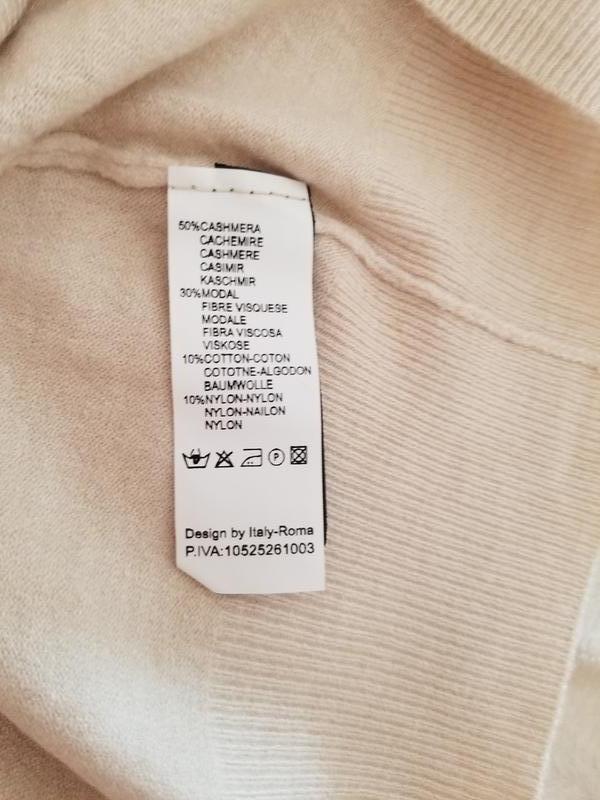 50%CASHMERA
CACHEMIRE
CASHMERE
CASIMIR
KASCHMIR
30%MODAL
FIBRE VISQUESE
MODALE
FIBRA VISCOSA
VISKOSE
10%COTTON-COTON
COTOTNE-ALGODON
BAUMWOLLE
10%NYLON-NYLON
NYLON-NAILON
NYLON
P
Design by Italy-Roma
P.IVA:10525261003